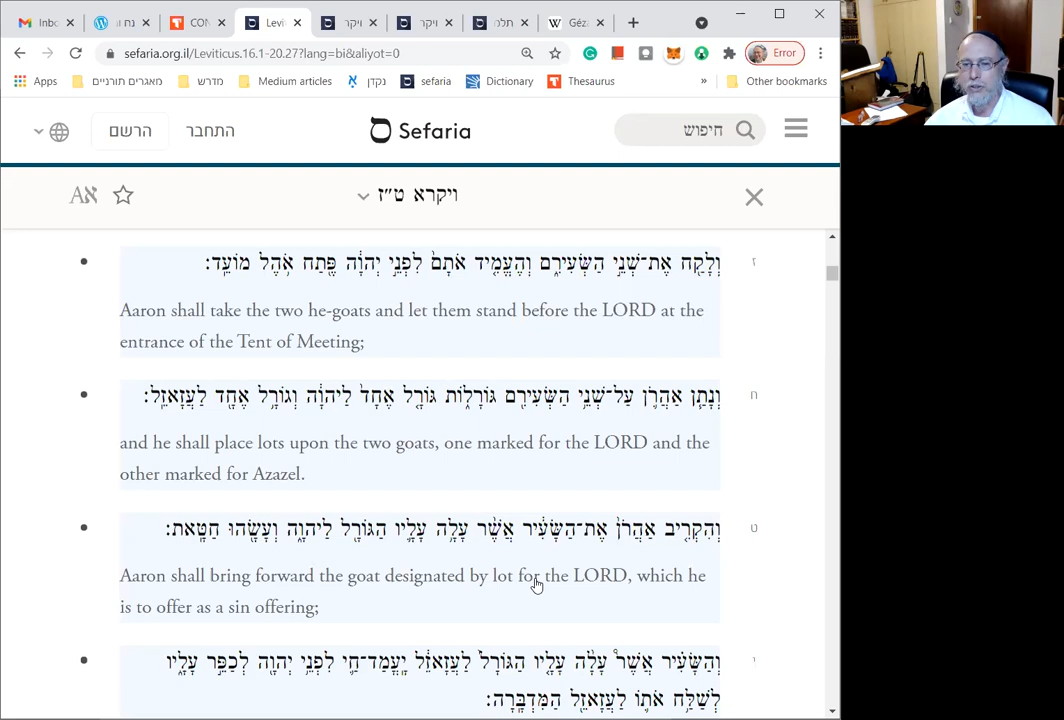 Inbo
נח וו
CON
Levi
ויקר
ויקר
תלמ
Géza
sefaria.org.il/Leviticus.16.1-20.27?lang=bi&aliyot=0
Error
Apps
מאגרים תורניים
מדרש
Medium articles
נקדן
sefaria
Dictionary
Thesaurus
»
Other bookmarks
הרשם
התחבר
Sefaria
חיפוש
ויקרא ט״ז
וְלָקַ֖ח אֶת־שְׁנֵ֣י הַשְּׂעִירִ֑ם וְהֶעֱמִ֤יד אֹתָם֙ לִפְנֵ֣י יְהֹוָ֔ה פֶּ֖תַח אֹ֥הֶל מוֹעֵֽד׃
ז
Aaron shall take the two he-goats and let them stand before the LORD at the
entrance of the Tent of Meeting;
וְנָתַ֧ן אַהֲרֹ֛ן עַל־שְׁנֵ֥י הַשְּׂעִירִ֖ם גֹּרָל֑וֹת גּוֹרָ֤ל אֶחָד֙ לַיהֹוָ֔ה וְגוֹרָ֥ל אֶחָ֖ד לַעֲזָאזֵֽל׃
ח
and he shall place lots upon the two goats, one marked for the LORD and the
other marked for Azazel.
וְהִקְרִ֤יב אַהֲרֹן֙ אֶת־הַשָּׂעִ֔יר אֲשֶׁ֨ר עָלָ֥ה עָלָ֛יו הַגּוֹרָ֖ל לַיהֹוָ֑ה וְעָשָׂ֖הוּ חַטָּֽאת׃
ט
Aaron shall bring forward the goat designated by lot for the LORD, which he
is to offer as a sin offering;
וְהַשָּׂעִ֗יר אֲשֶׁר֩ עָלָ֨ה עָלָ֤יו הַגּוֹרָל֙ לַעֲזָאזֵ֔ל יׇֽעֳמַד־חַ֛י לִפְנֵ֥י יְהֹוָ֖ה לְכַפֵּ֣ר עָלָ֑יו
י
לְשַׁלַּ֥ח אֹת֛וֹ לַעֲזָאזֵ֖ל הַמִּדְבָּֽרָה׃